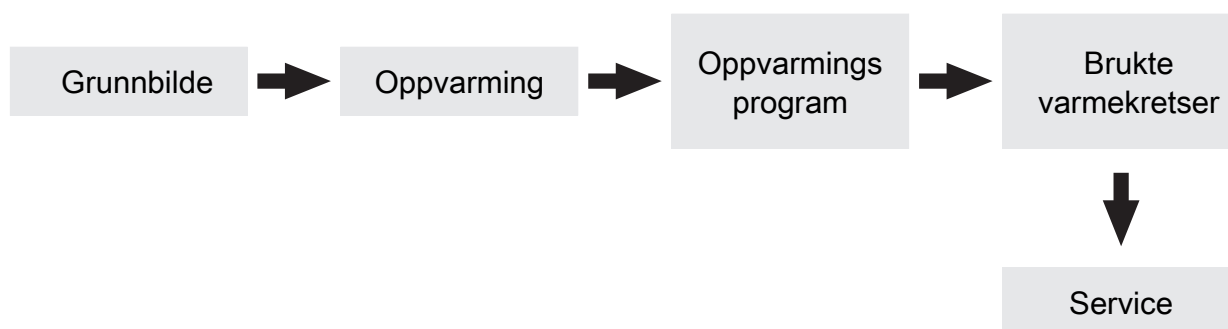 Grunnbilde
Oppvarming
Oppvarmings
program
Brukte
varmekretser
Service